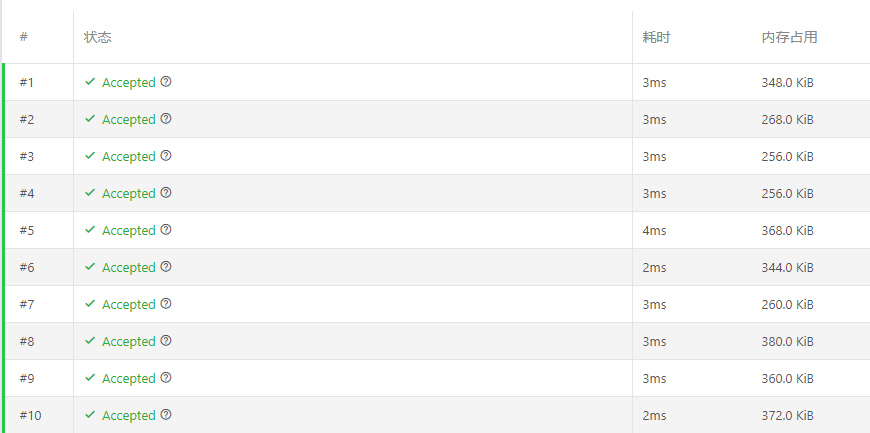 # 状态 耗时 内存占用
#1 Accepted 3ms 348.0 KiB
#2 Accepted 3ms 268.0 KiB
#3 Accepted 3ms 256.0 KiB
#4 Accepted 3ms 256.0 KiB
#5 Accepted 4ms 368.0 KiB
#6 Accepted 2ms 344.0 KiB
#7 Accepted 3ms 260.0 KiB
#8 Accepted 3ms 380.0 KiB
#9 Accepted 3ms 360.0 KiB
#10 Accepted 2ms 372.0 KiB